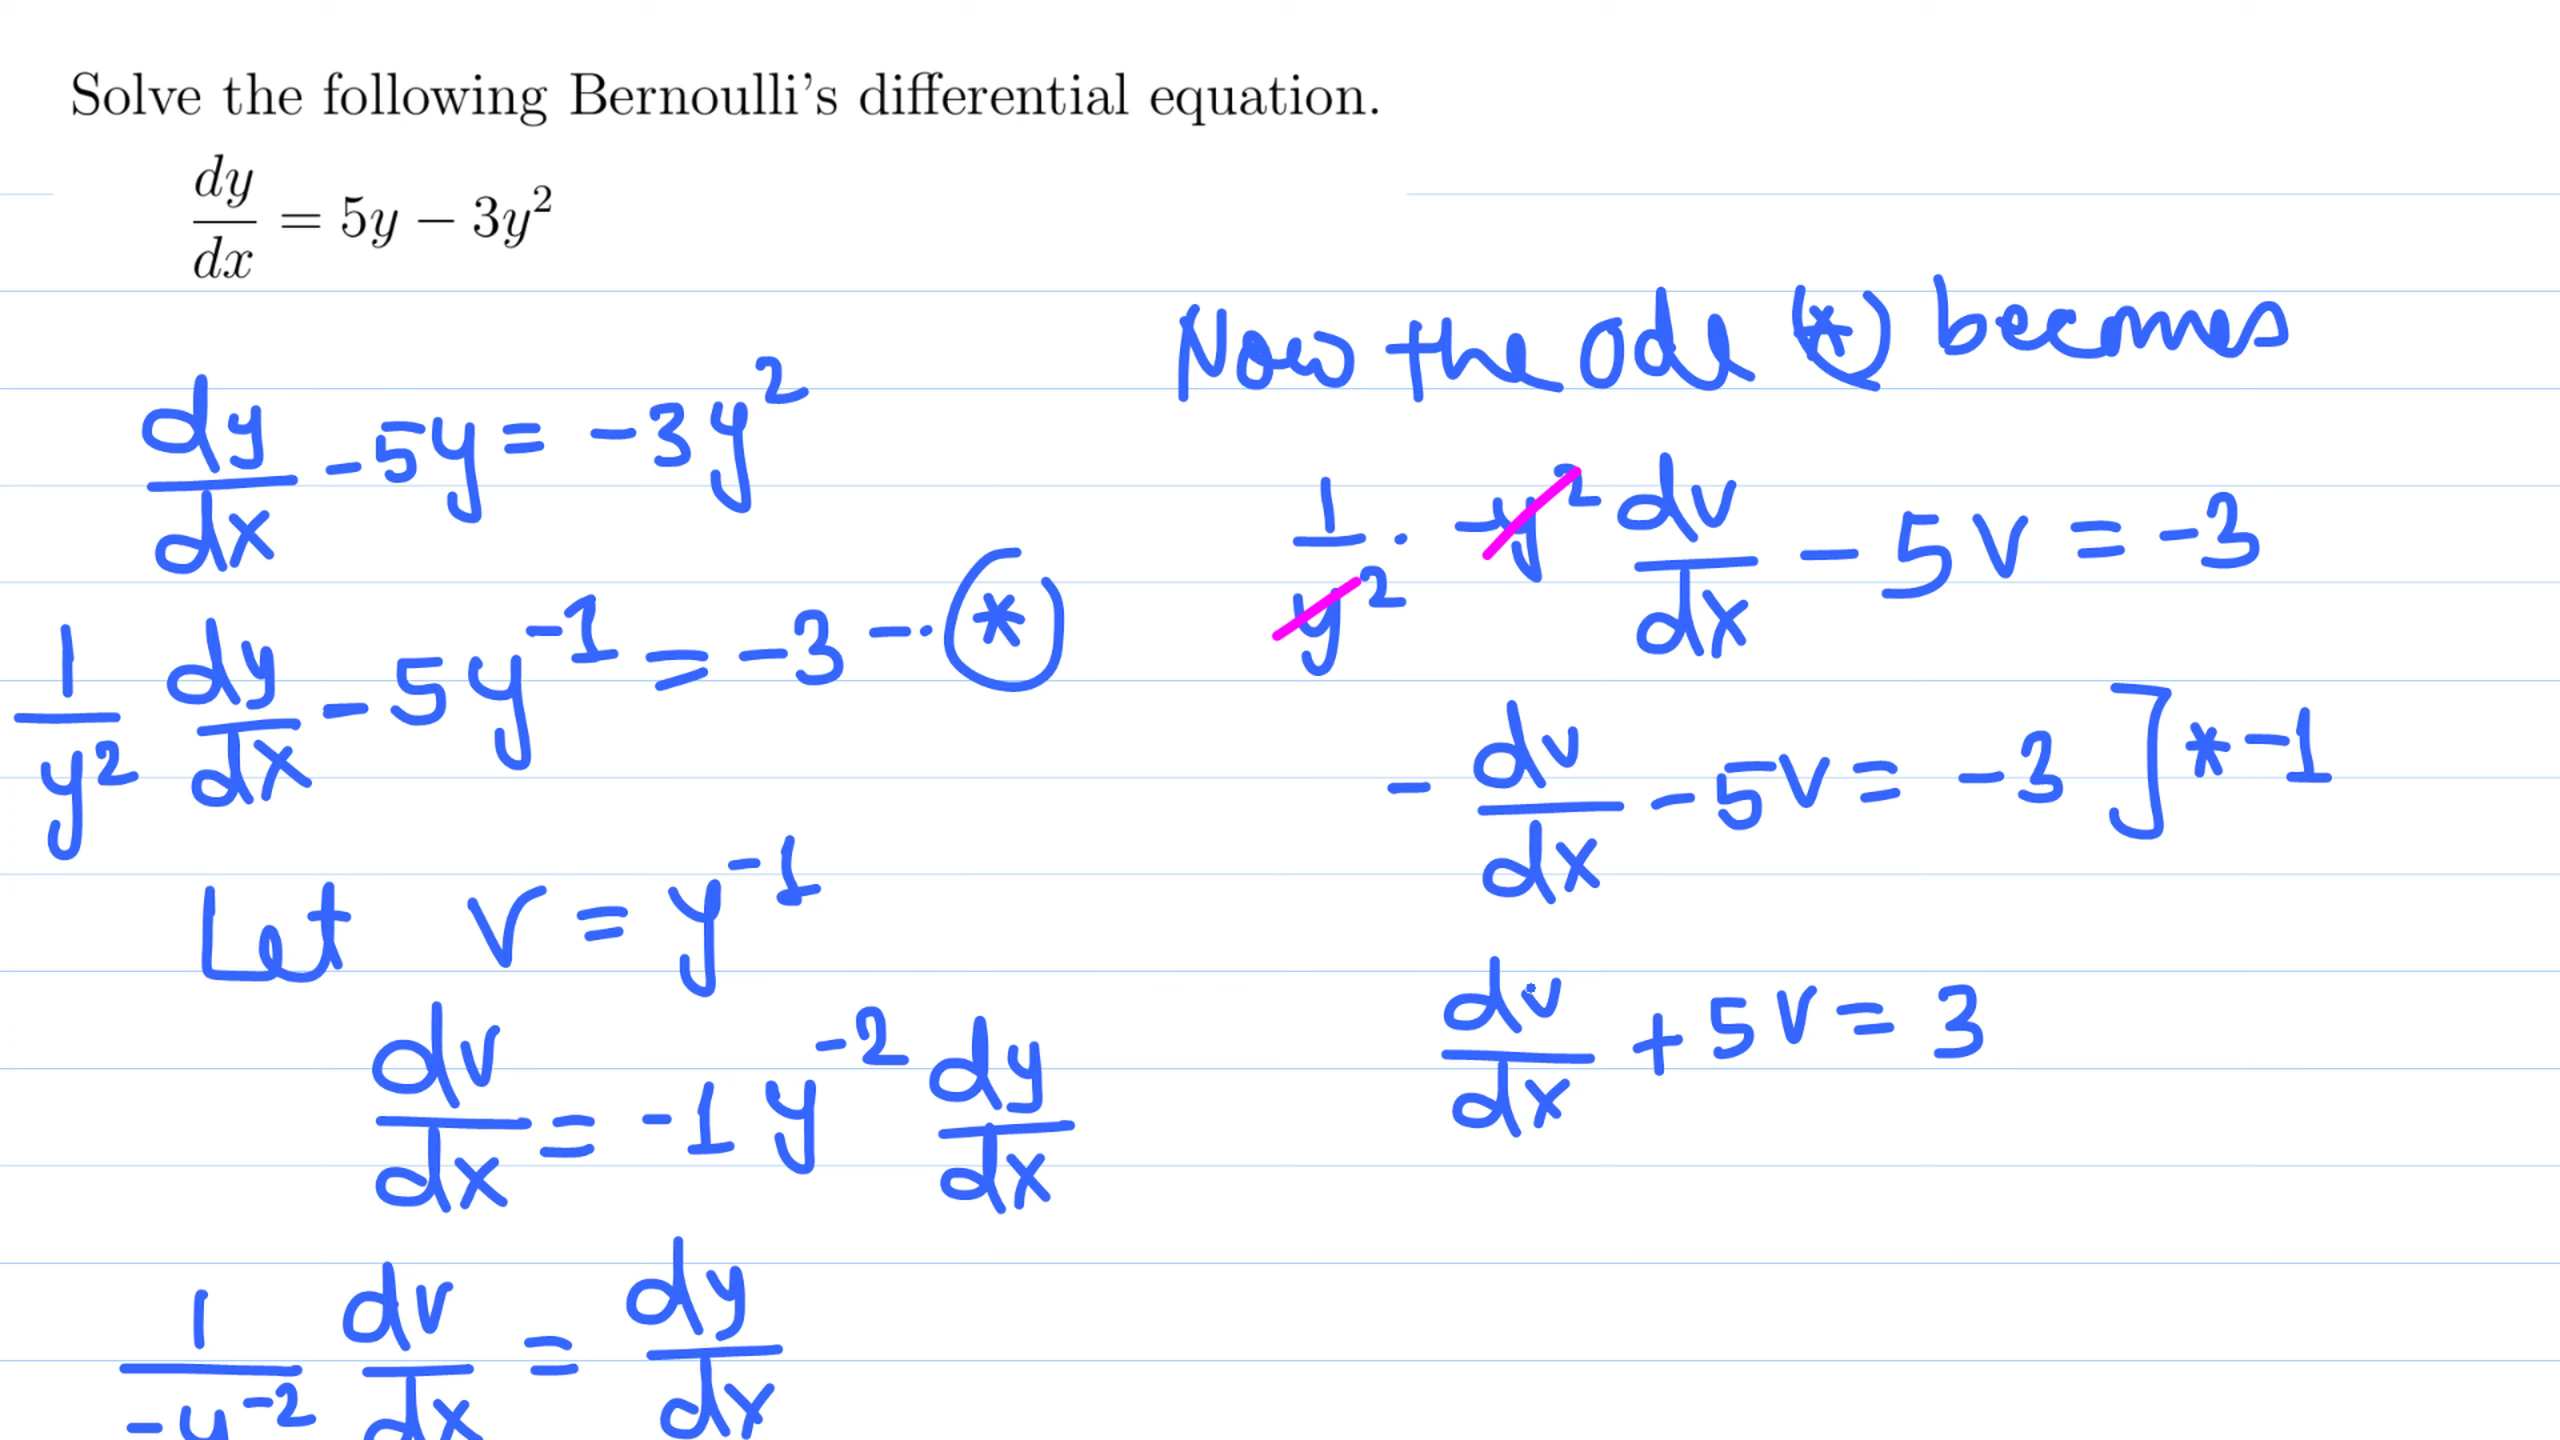 Solve the following Bernoulli's differential equation.
dy/dx = 5y − 3y²
dy/dx - 5y = -3y²
1/y² dy/dx - 5y⁻¹ = -3 -·· (*)
Let v = y⁻¹
dv/dx = -1 y⁻² dy/dx
1/-y⁻² dv/dx = dy/dx
Now the ode (*) becomes
1/y² · -y² dv/dx - 5v = -3
- dv/dx - 5v = -3 ] * -1
dv/dx + 5v = 3